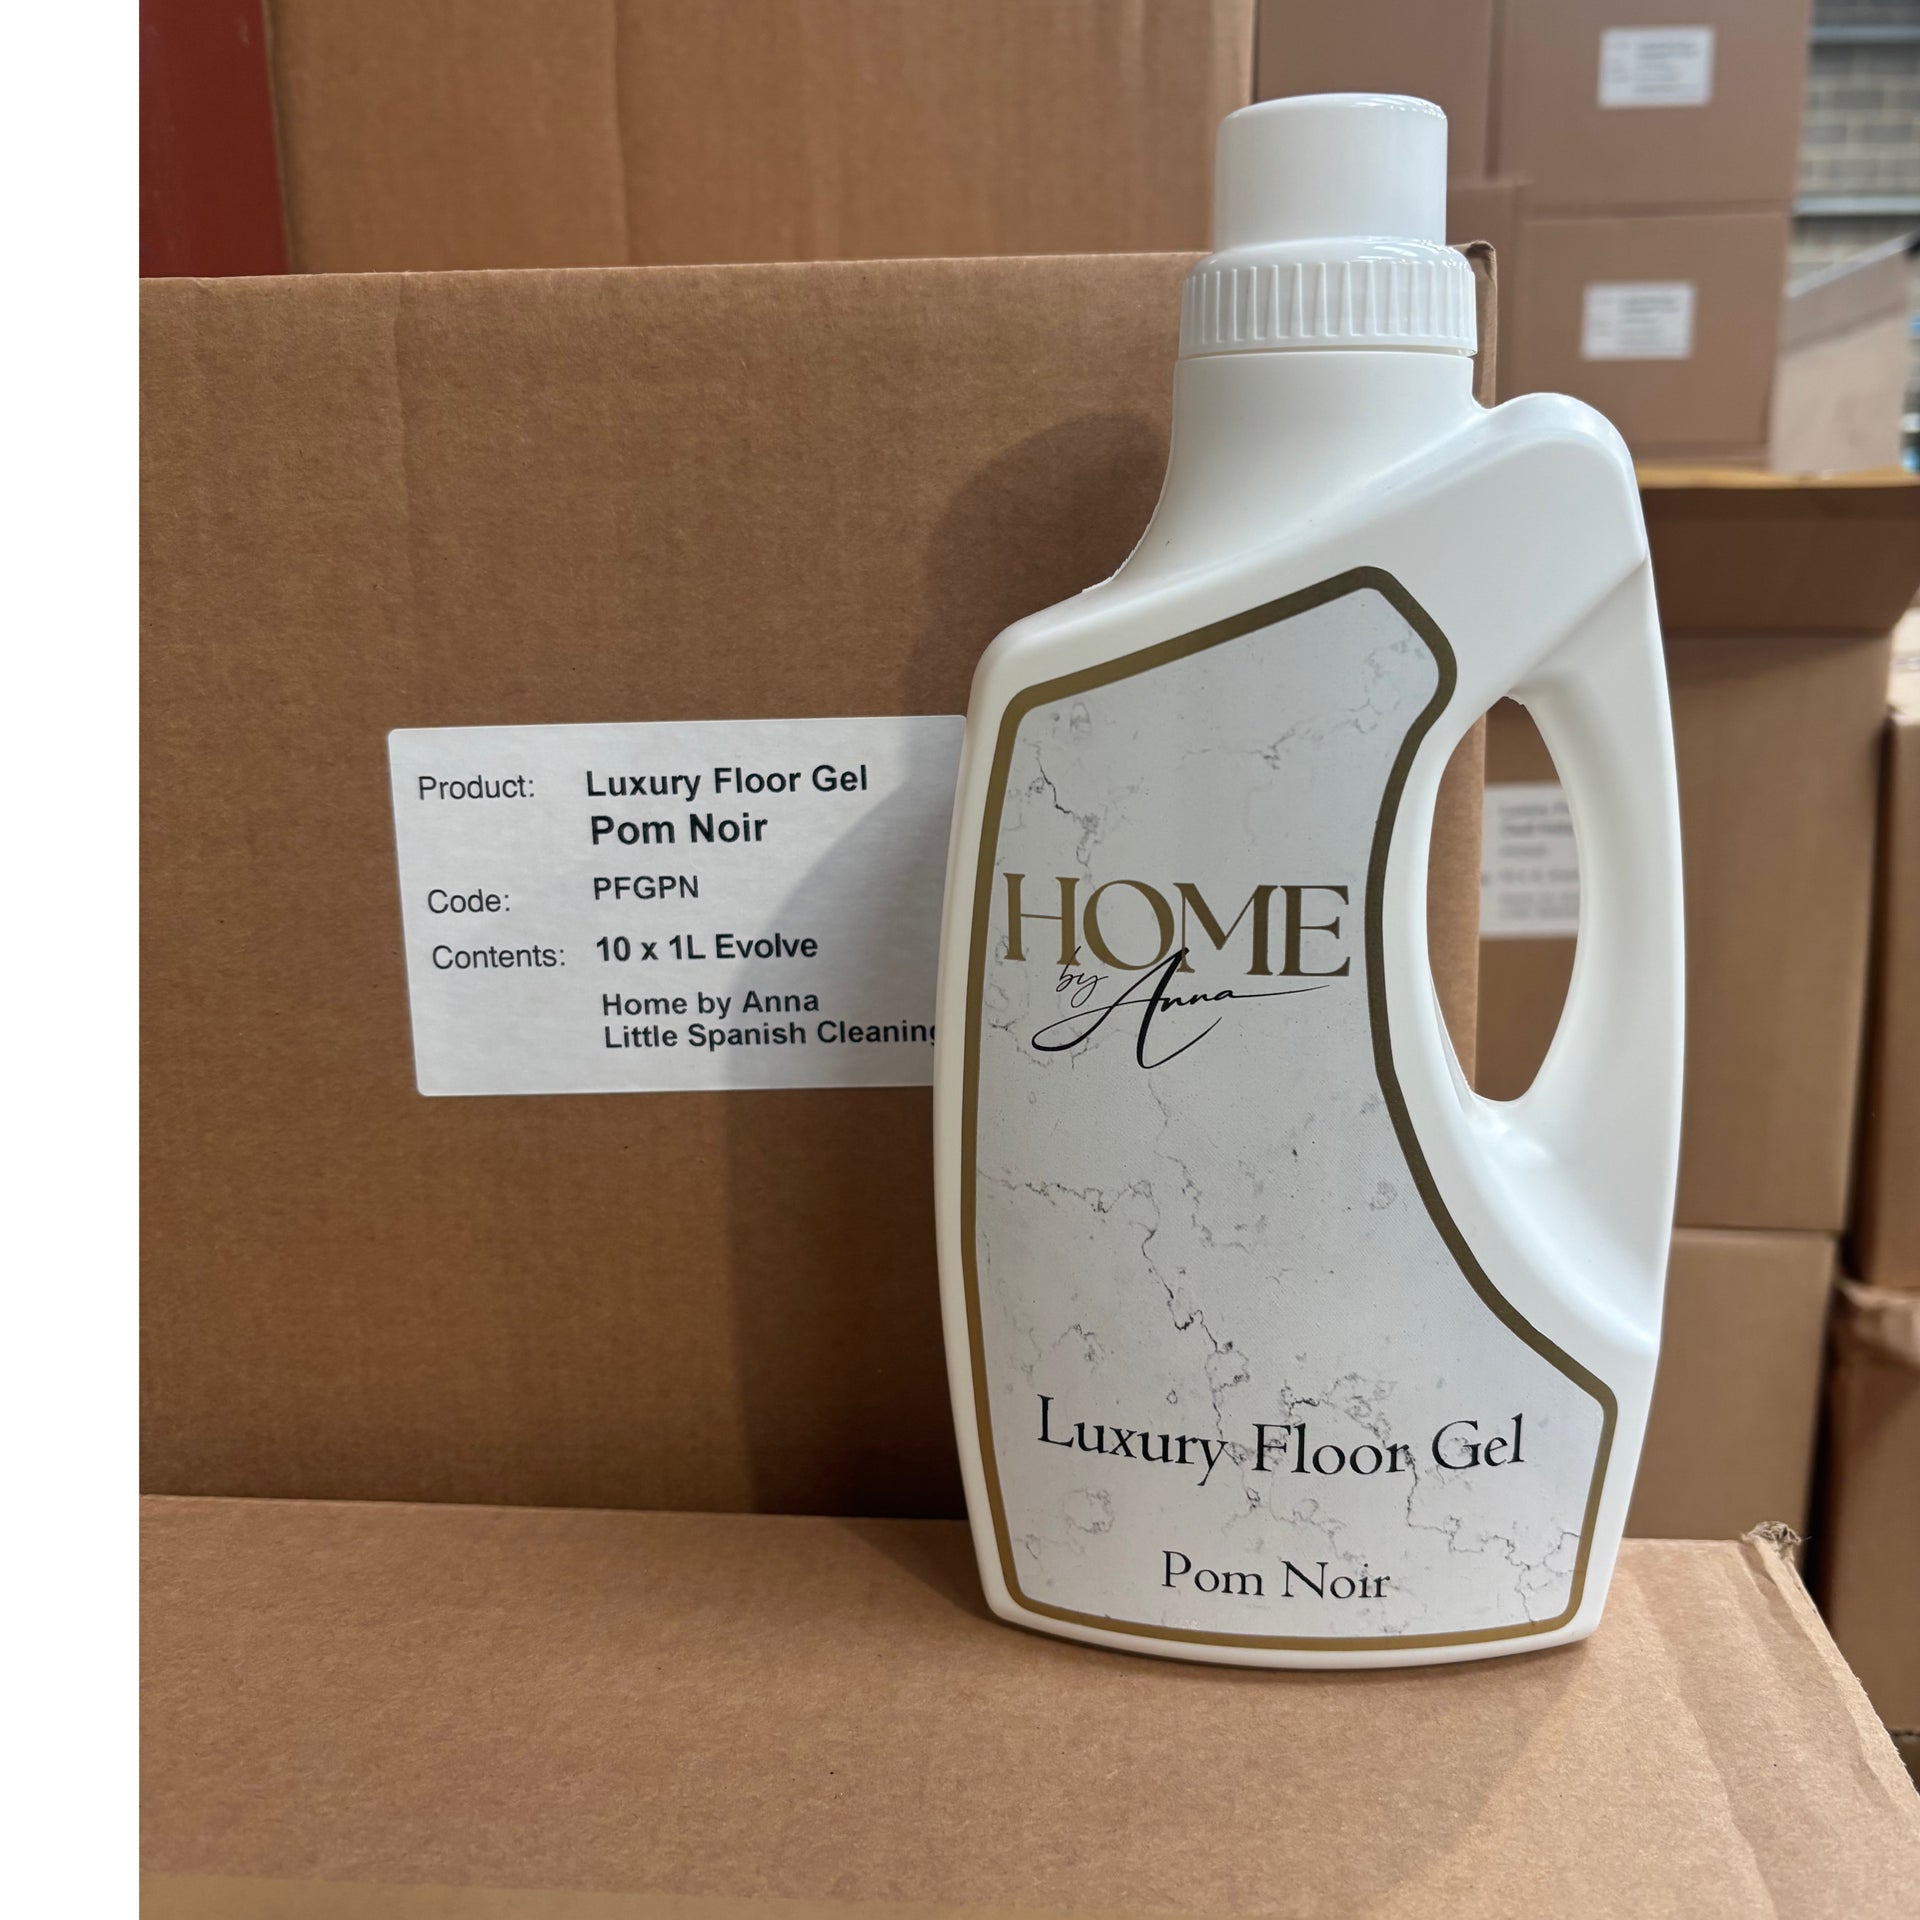 Product: Luxury Floor Gel
Pom Noir
Code: PFGPN
Contents: 10 x 1L Evolve
Home by Anna
Little Spanish Cleaning
HOME
by Anna
Luxury Floor Gel
Pom Noir